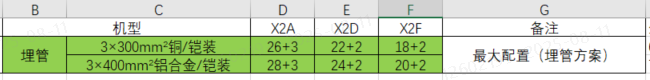 B C D E F G
机型 X2A X2D X2F 备注
埋管 3×300mm²铜/铠装 26+3 22+2 18+2 最大配置（埋管方案）
3×400mm²铝合金/铠装 28+3 24+2 20+2